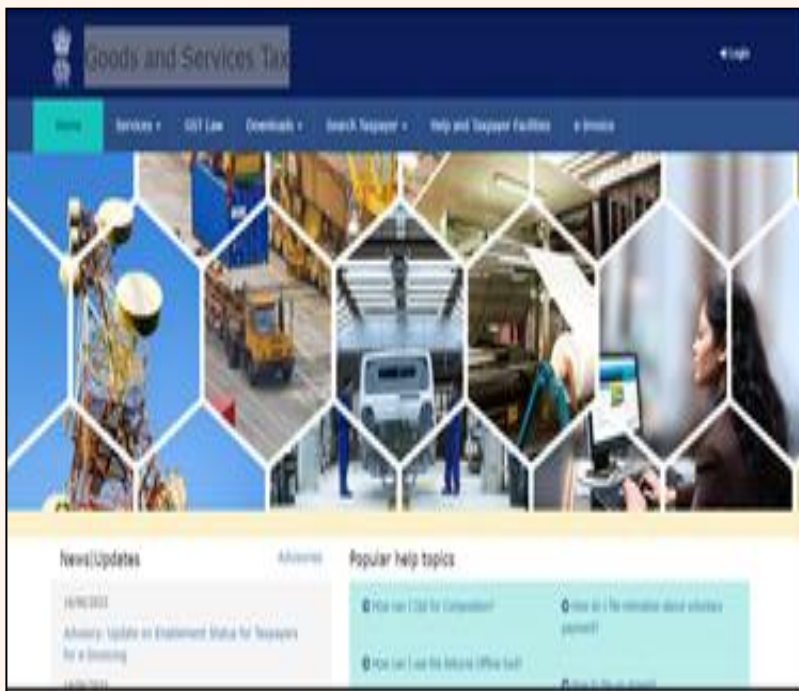 Goods and Services Tax
Login
Home Services GST Law Downloads Search Taxpayer Help and Taxpayer Facilities e-Invoice
News|Updates Advisories Popular help topics
Advisory: Update on Enablement Status for Taxpayers
for e-Invoicing
How can I Opt for Composition?
How do I file intimation about voluntary
payment?
How can I use the Returns Offline tool?